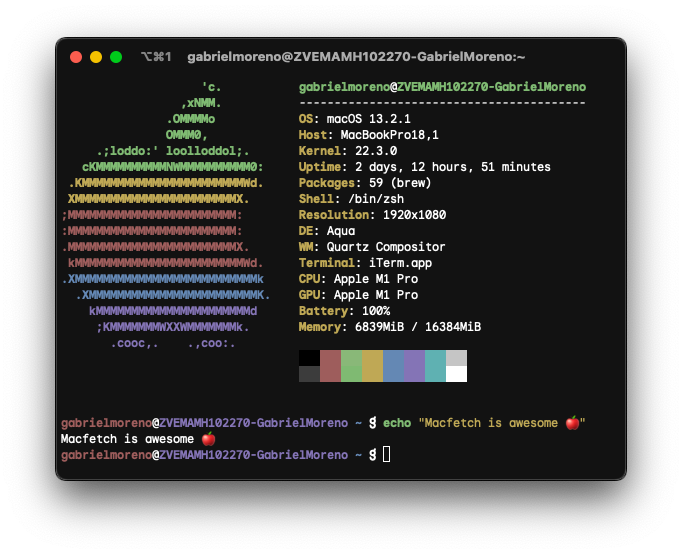 ⌥⌘1 gabrielmoreno@ZVEMAMH102270-GabrielMoreno:~
'c.
,xNMM.
.OMMMMo
OMMM0,
.;loddo:' loolloddol;.
cKMMMMMMMMMMNWMMMMMMMMMM0:
.KMMMMMMMMMMMMMMMMMMMMMMMWd.
XMMMMMMMMMMMMMMMMMMMMMMMX.
;MMMMMMMMMMMMMMMMMMMMMMMM:
:MMMMMMMMMMMMMMMMMMMMMMMM:
.MMMMMMMMMMMMMMMMMMMMMMMMX.
kMMMMMMMMMMMMMMMMMMMMMMMMWd.
.XMMMMMMMMMMMMMMMMMMMMMMMMMMk
.XMMMMMMMMMMMMMMMMMMMMMMMMK.
kMMMMMMMMMMMMMMMMMMMMMMd
;KMMMMMMMWXXWMMMMMMMk.
.cooc,. .,coo:.
gabrielmoreno@ZVEMAMH102270-GabrielMoreno
-----------------------------------------
OS: macOS 13.2.1
Host: MacBookPro18,1
Kernel: 22.3.0
Uptime: 2 days, 12 hours, 51 minutes
Packages: 59 (brew)
Shell: /bin/zsh
Resolution: 1920x1080
DE: Aqua
WM: Quartz Compositor
Terminal: iTerm.app
CPU: Apple M1 Pro
GPU: Apple M1 Pro
Battery: 100%
Memory: 6839MiB / 16384MiB
gabrielmoreno@ZVEMAMH102270-GabrielMoreno ~ $ echo "Macfetch is awesome 🍎"
Macfetch is awesome 🍎
gabrielmoreno@ZVEMAMH102270-GabrielMoreno ~ $